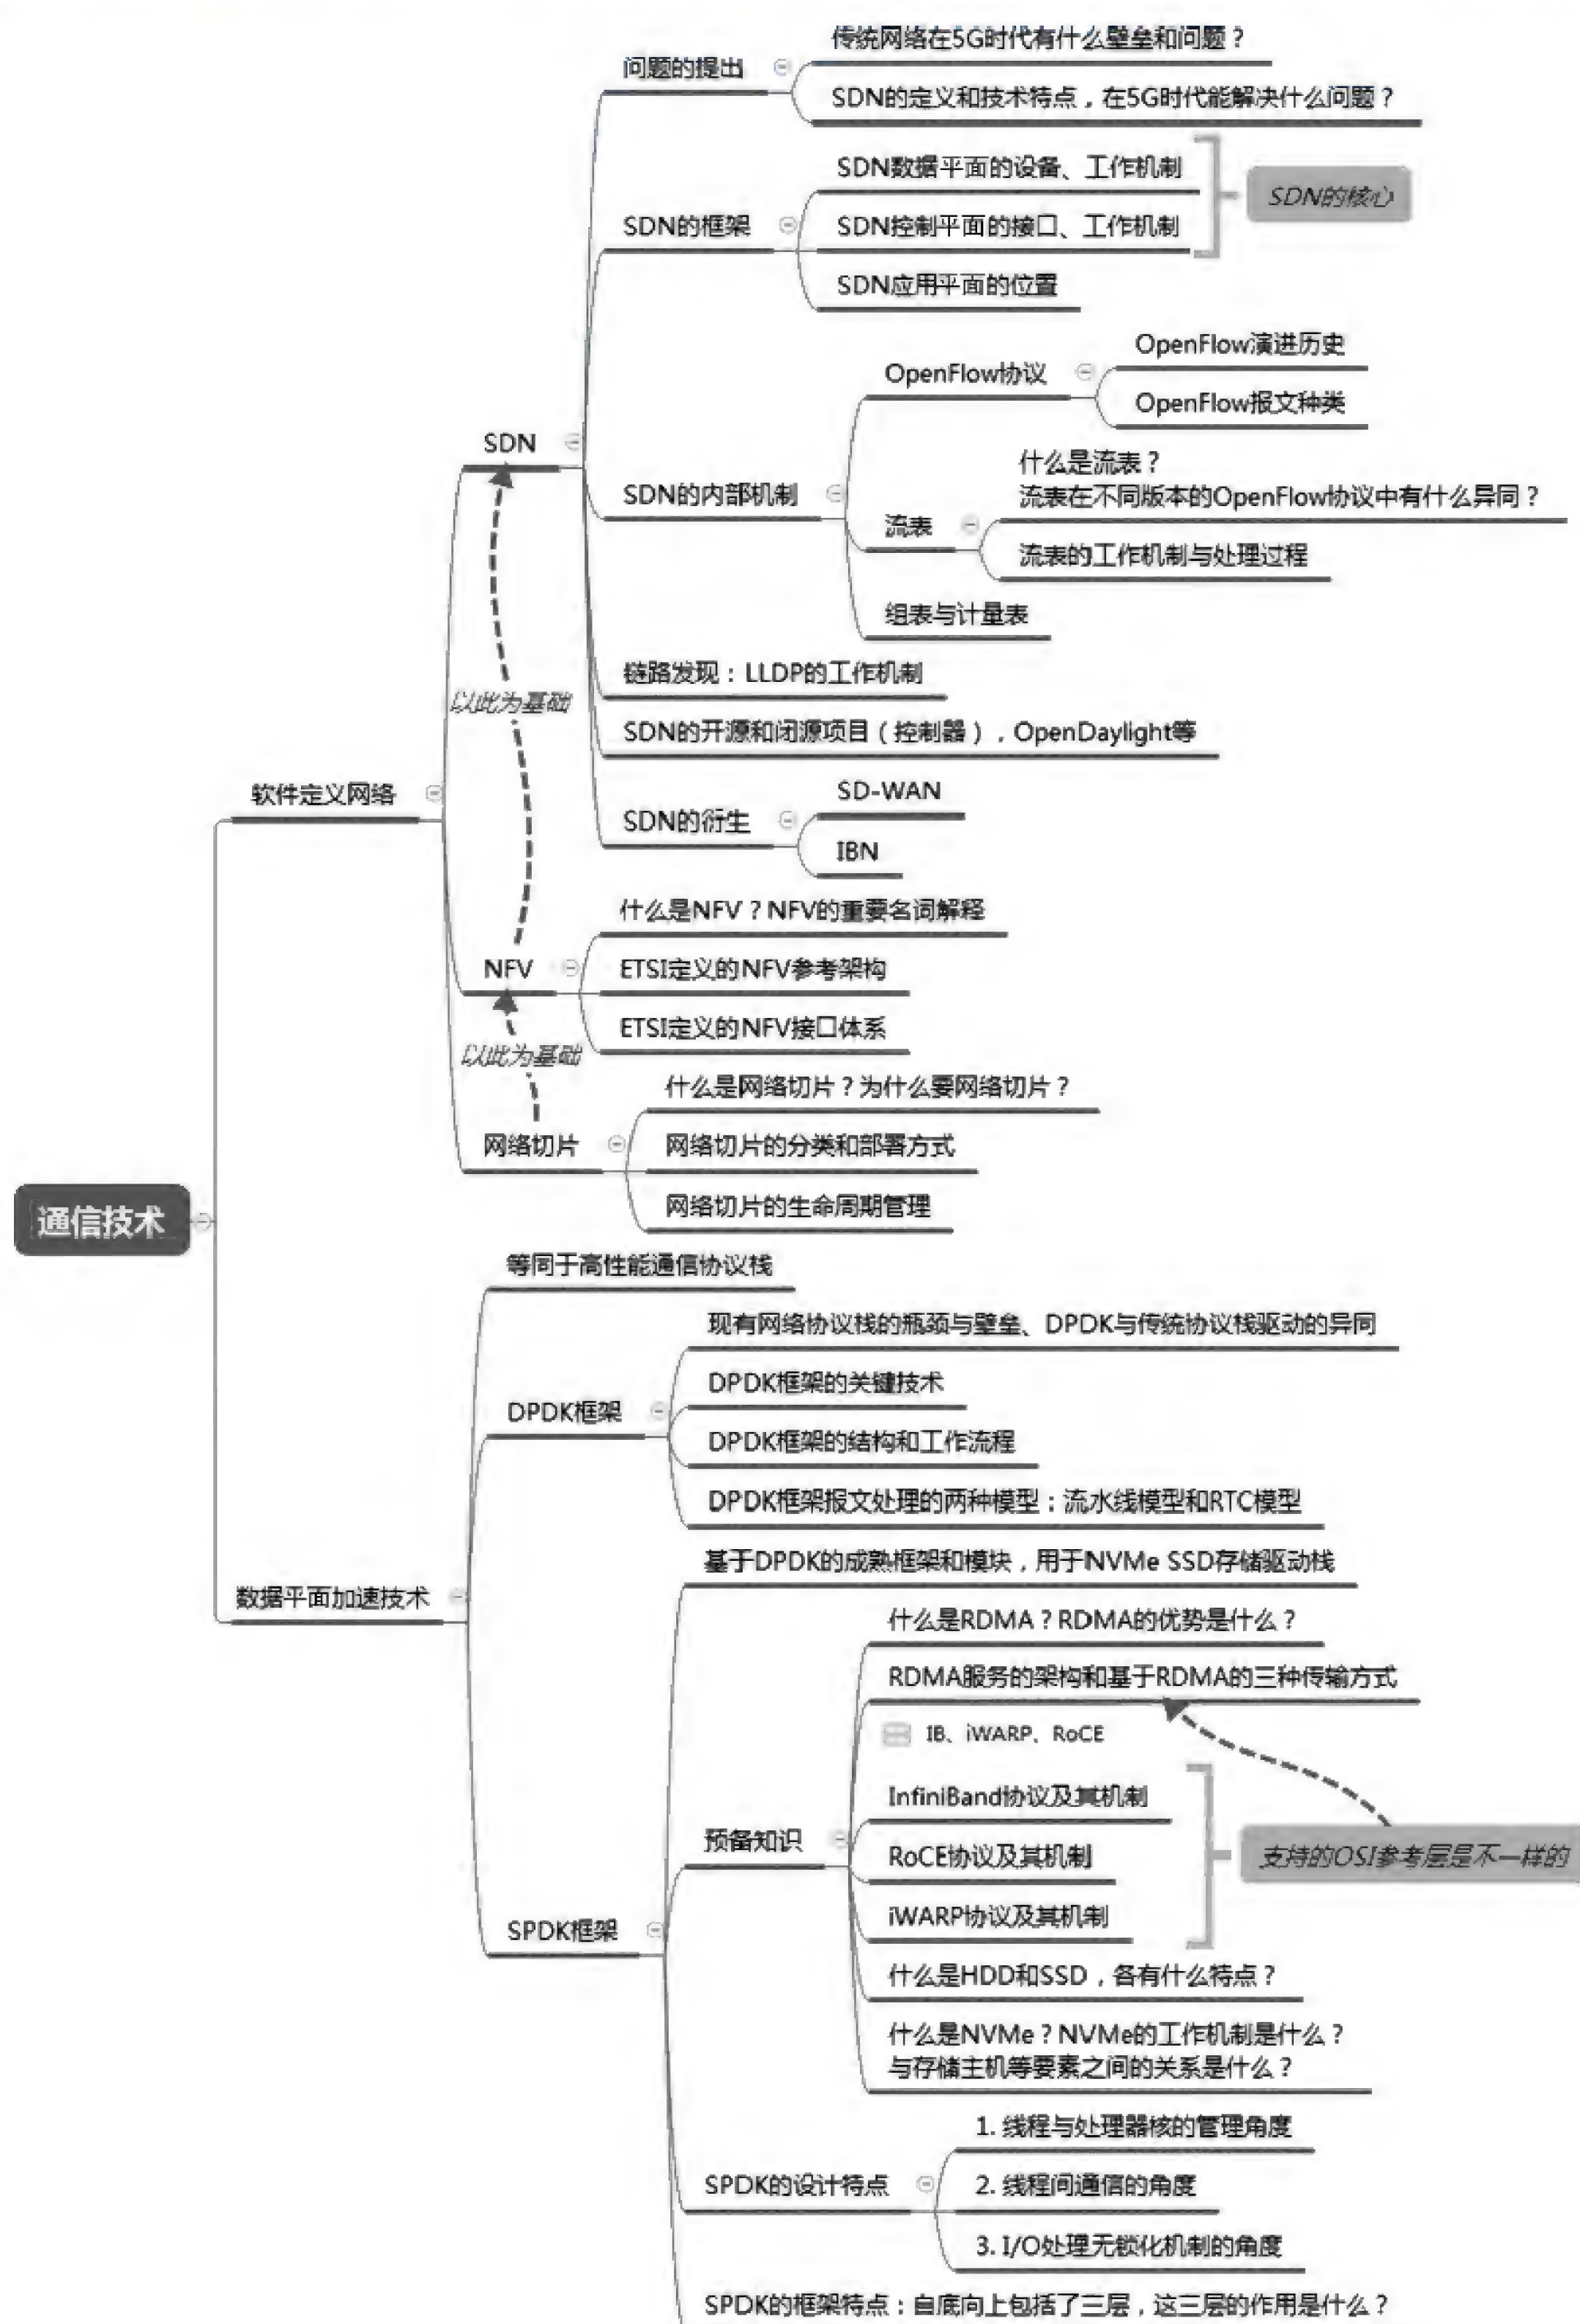 传统网络在5G时代有什么壁垒和问题？
问题的提出
SDN的定义和技术特点，在5G时代能解决什么问题？
SDN数据平面的设备、工作机制
SDN的核心
SDN的框架
SDN控制平面的接口、工作机制
SDN应用平面的位置
OpenFlow演进历史
OpenFlow协议
OpenFlow报文种类
SDN
什么是流表？
流表在不同版本的OpenFlow协议中有什么异同？
SDN的内部机制
流表
流表的工作机制与处理过程
组表与计量表
链路发现：LLDP的工作机制
以此为基础
SDN的开源和闭源项目（控制器），OpenDaylight等
软件定义网络
SD-WAN
SDN的衍生
IBN
什么是NFV？NFV的重要名词解释
NFV
ETSI定义的NFV参考架构
ETSI定义的NFV接口体系
以此为基础
什么是网络切片？为什么要网络切片？
网络切片
网络切片的分类和部署方式
网络切片的生命周期管理
通信技术
等同于高性能通信协议栈
现有网络协议栈的瓶颈与壁垒、DPDK与传统协议栈驱动的异同
DPDK框架的关键技术
DPDK框架
DPDK框架的结构和工作流程
DPDK框架报文处理的两种模型：流水线模型和RTC模型
基于DPDK的成熟框架和模块，用于NVMe SSD存储驱动栈
数据平面加速技术
什么是RDMA？RDMA的优势是什么？
RDMA服务的架构和基于RDMA的三种传输方式
IB、iWARP、RoCE
InfiniBand协议及其机制
预备知识
RoCE协议及其机制
支持的OSI参考层是不一样的
iWARP协议及其机制
SPDK框架
什么是HDD和SSD，各有什么特点？
什么是NVMe？NVMe的工作机制是什么？
与存储主机等要素之间的关系是什么？
1. 线程与处理器核的管理角度
SPDK的设计特点
2. 线程间通信的角度
3. I/O处理无锁化机制的角度
SPDK的框架特点：自底向上包括了三层，这三层的作用是什么？